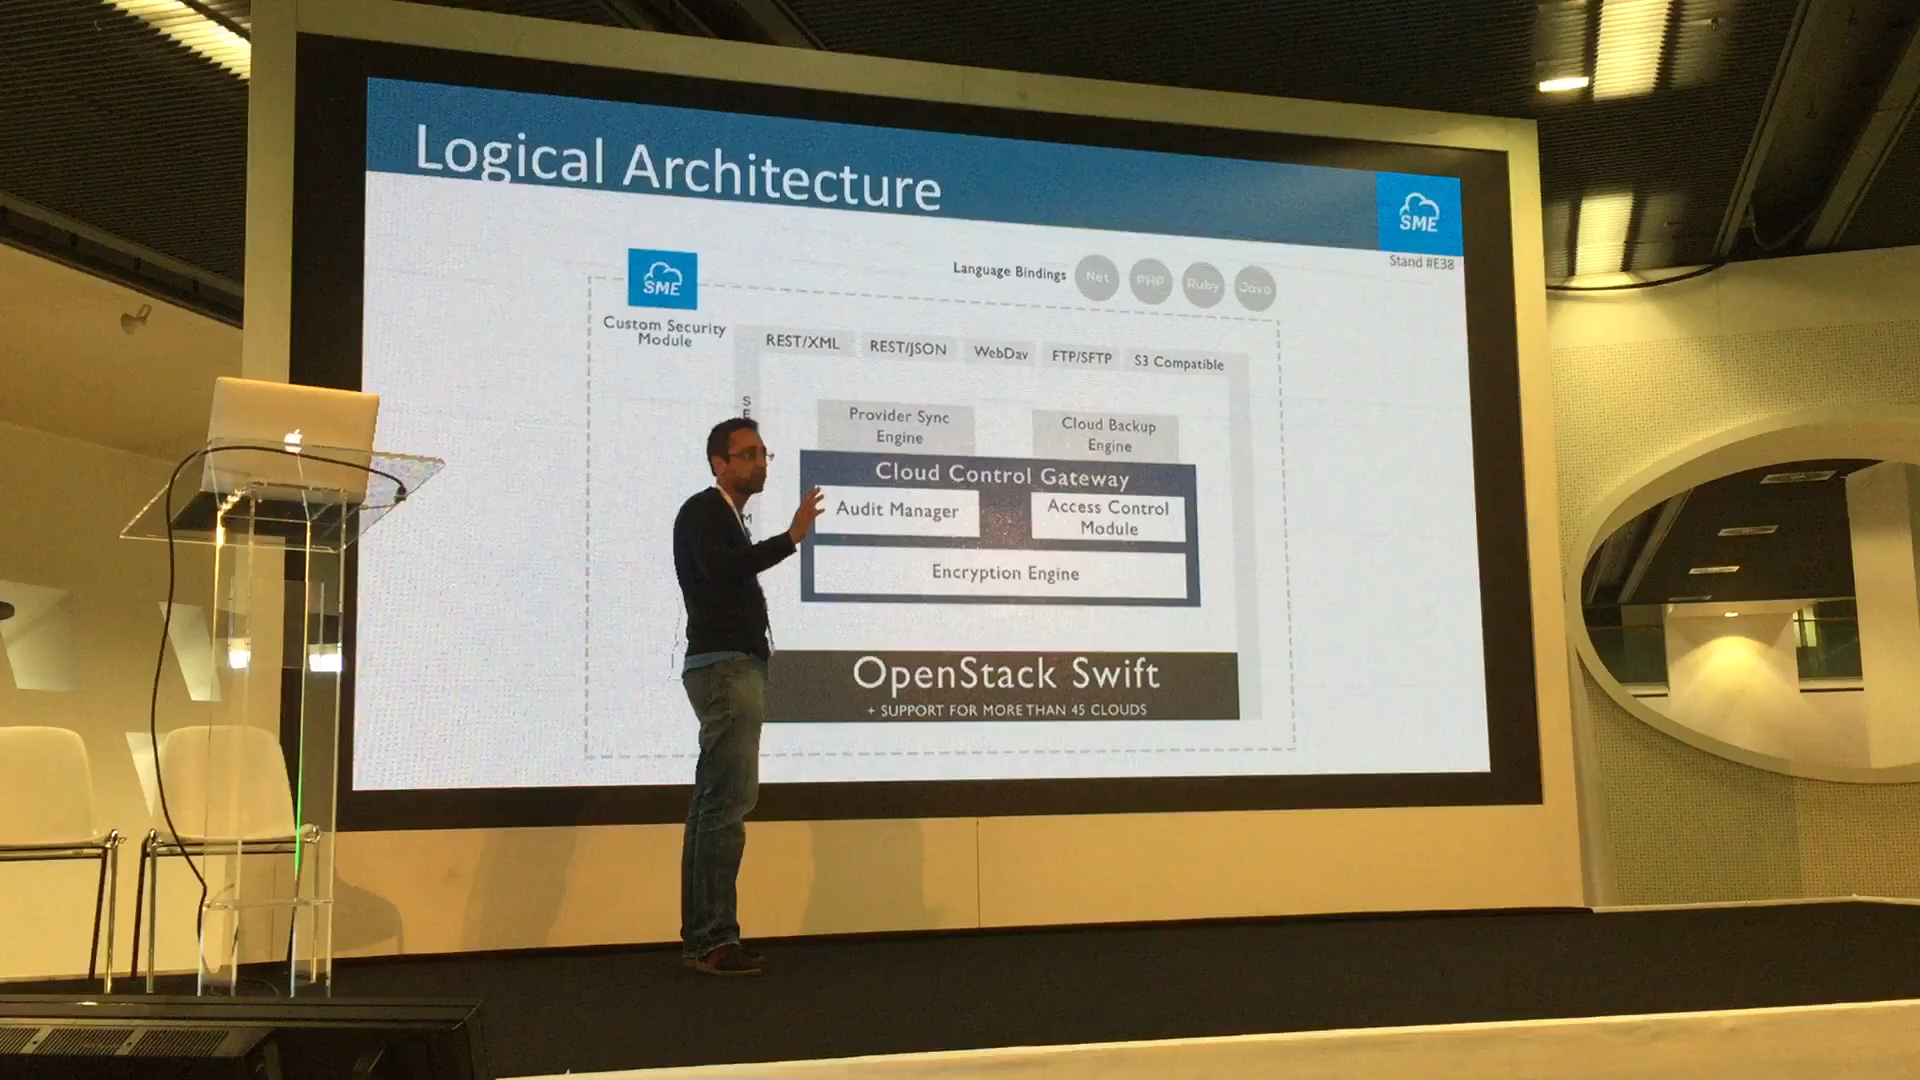 Logical Architecture
SME
Stand #E38
SME
Custom Security
Module
Language Bindings
Net
PHP
Ruby
Java
REST/XML
REST/JSON
WebDav
FTP/SFTP
S3 Compatible
Provider Sync
Engine
Cloud Backup
Engine
Cloud Control Gateway
Audit Manager
Access Control
Module
Encryption Engine
OpenStack Swift
+ SUPPORT FOR MORE THAN 45 CLOUDS